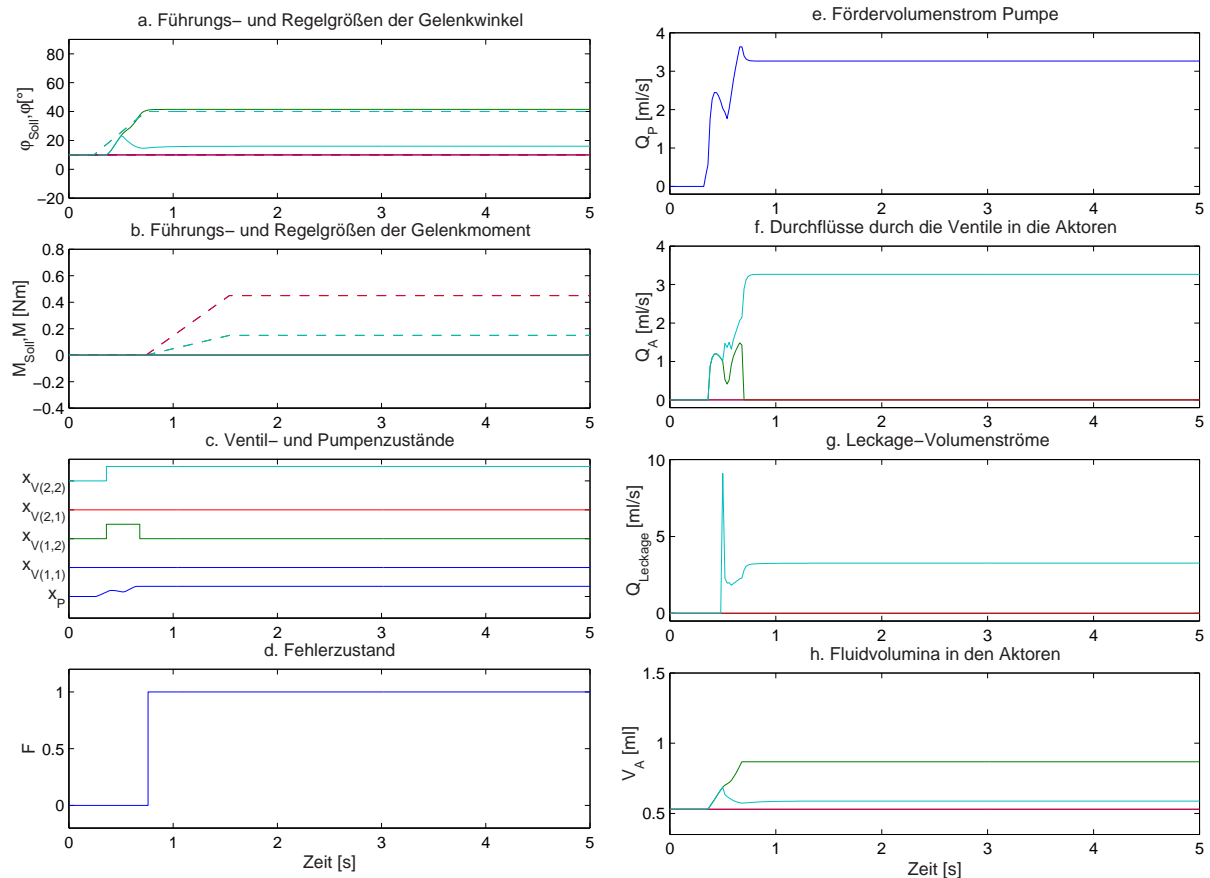 a. Führungs− und Regelgrößen der Gelenkwinkel
φSoll,φ[°]
80
60
40
20
0
−20
0 1 2 3 4 5
b. Führungs− und Regelgrößen der Gelenkmoment
MSoll,M [Nm]
0.8
0.6
0.4
0.2
0
−0.2
−0.4
0 1 2 3 4 5
c. Ventil− und Pumpenzustände
xV(2,2)
xV(2,1)
xV(1,2)
xV(1,1)
xP
0 1 2 3 4 5
d. Fehlerzustand
F
1
0.5
0
0 1 2 3 4 5
Zeit [s]
e. Fördervolumenstrom Pumpe
QP [ml/s]
4
3
2
1
0
0 1 2 3 4 5
f. Durchflüsse durch die Ventile in die Aktoren
QA [ml/s]
4
3
2
1
0
0 1 2 3 4 5
g. Leckage−Volumenströme
QLeckage [ml/s]
10
5
0
0 1 2 3 4 5
h. Fluidvolumina in den Aktoren
VA [ml]
1.5
1
0.5
0 1 2 3 4 5
Zeit [s]